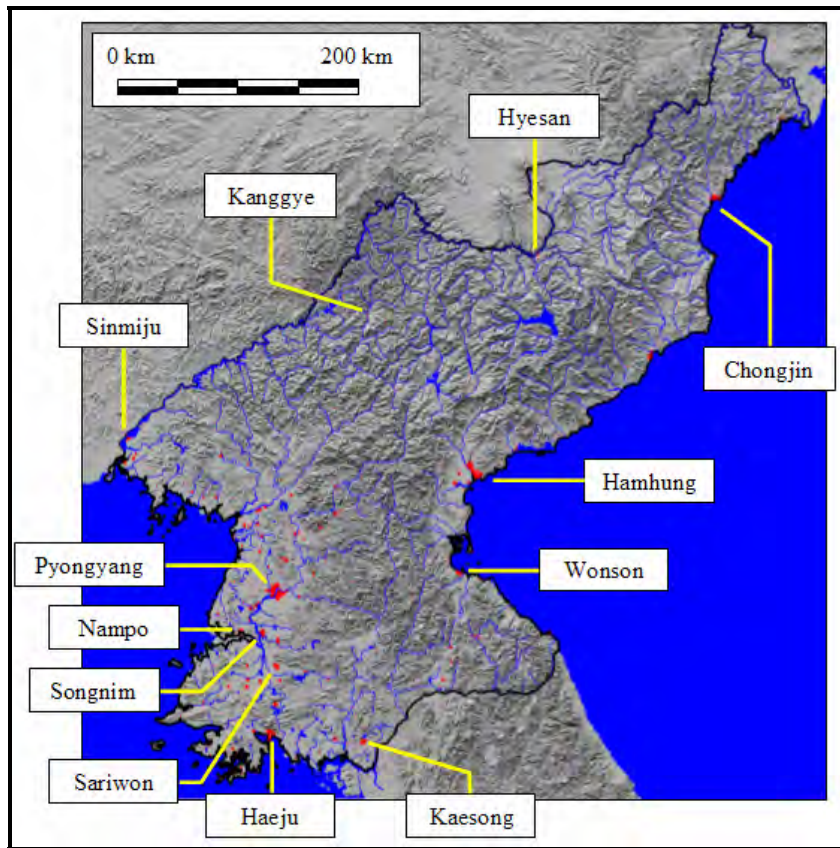 0 km 200 km
Hyesan
Kanggye
Sinmiju
Chongjin
Hamhung
Pyongyang
Wonson
Nampo
Songnim
Sariwon
Haeju
Kaesong